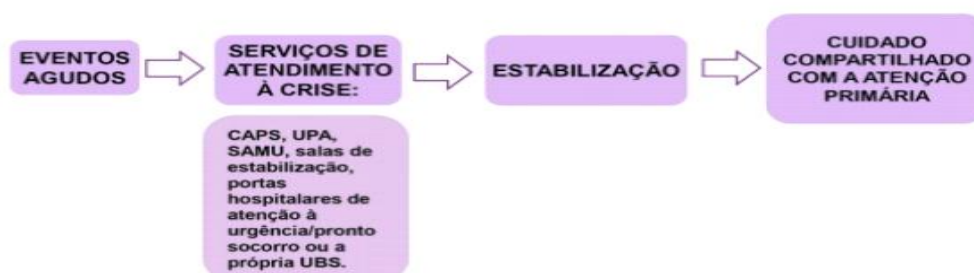 EVENTOS
AGUDOS
SERVIÇOS DE
ATENDIMENTO
À CRISE:
CAPS, UPA,
SAMU, salas de
estabilização,
portas
hospitalares de
atenção à
urgência/pronto
socorro ou a
própria UBS.
ESTABILIZAÇÃO
CUIDADO
COMPARTILHADO
COM A ATENÇÃO
PRIMÁRIA